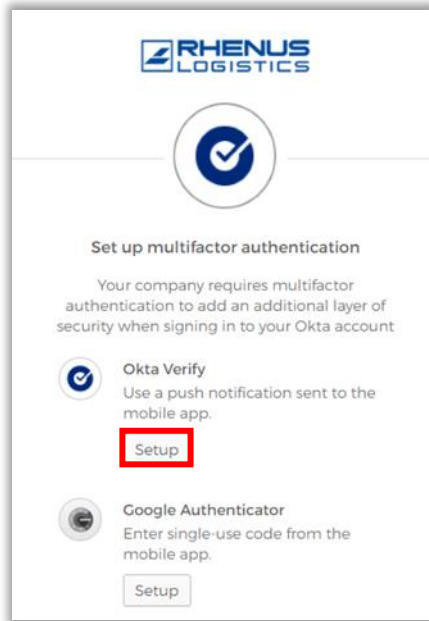 RHENUS
LOGISTICS
Set up multifactor authentication
Your company requires multifactor
authentication to add an additional layer of
security when signing in to your Okta account
Okta Verify
Use a push notification sent to the
mobile app.
Setup
Google Authenticator
Enter single-use code from the
mobile app.
Setup